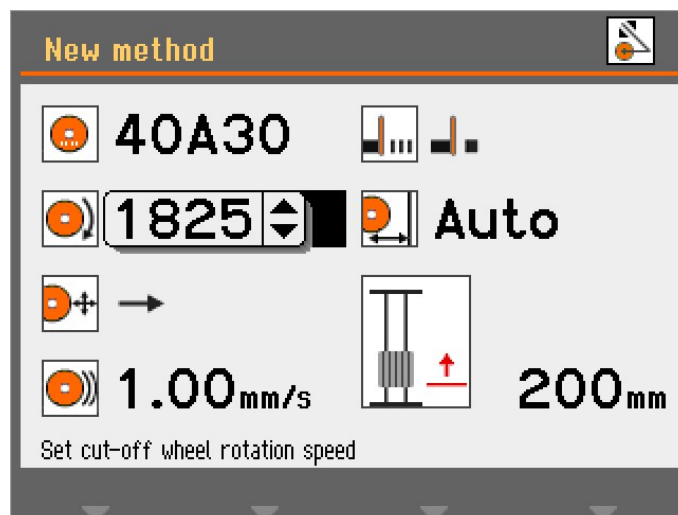 New method
40A30
1825 Auto
1.00mm/s 200mm
Set cut-off wheel rotation speed